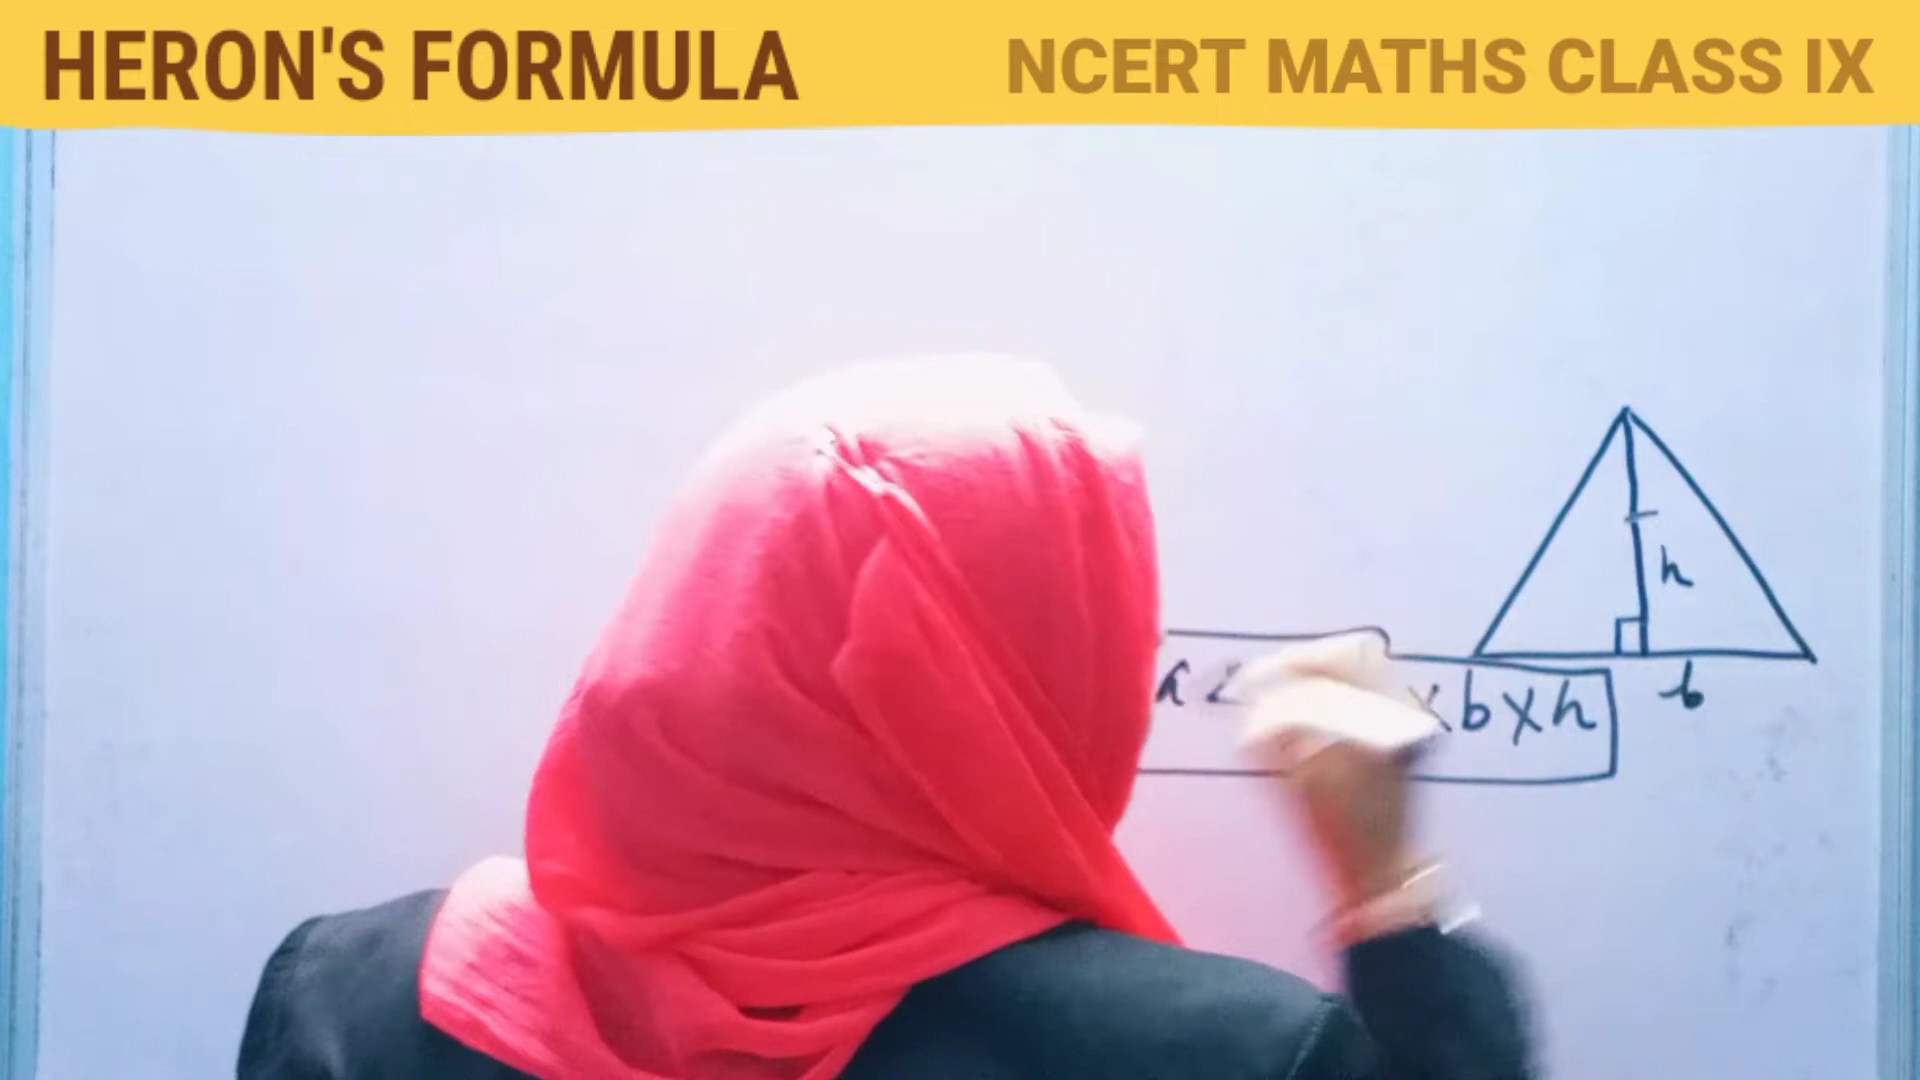 HERON'S FORMULA
NCERT MATHS CLASS IX
h
b
x b x h